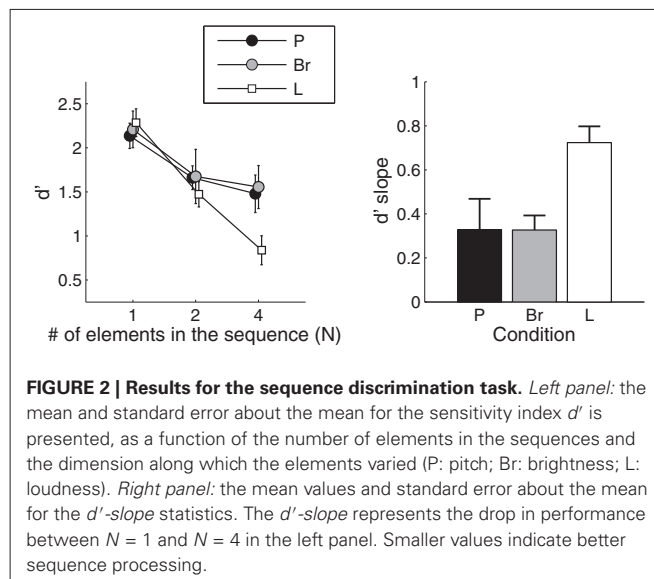 P
Br
L
2.5
2
1.5
1
0.5
d'
1 2 4
# of elements in the sequence (N)
1
0.8
0.6
0.4
0.2
0
d' slope
P Br L
Condition
FIGURE 2 | Results for the sequence discrimination task. Left panel: the
mean and standard error about the mean for the sensitivity index d′ is
presented, as a function of the number of elements in the sequences and
the dimension along which the elements varied (P: pitch; Br: brightness; L:
loudness). Right panel: the mean values and standard error about the mean
for the d′-slope statistics. The d′-slope represents the drop in performance
between N = 1 and N = 4 in the left panel. Smaller values indicate better
sequence processing.